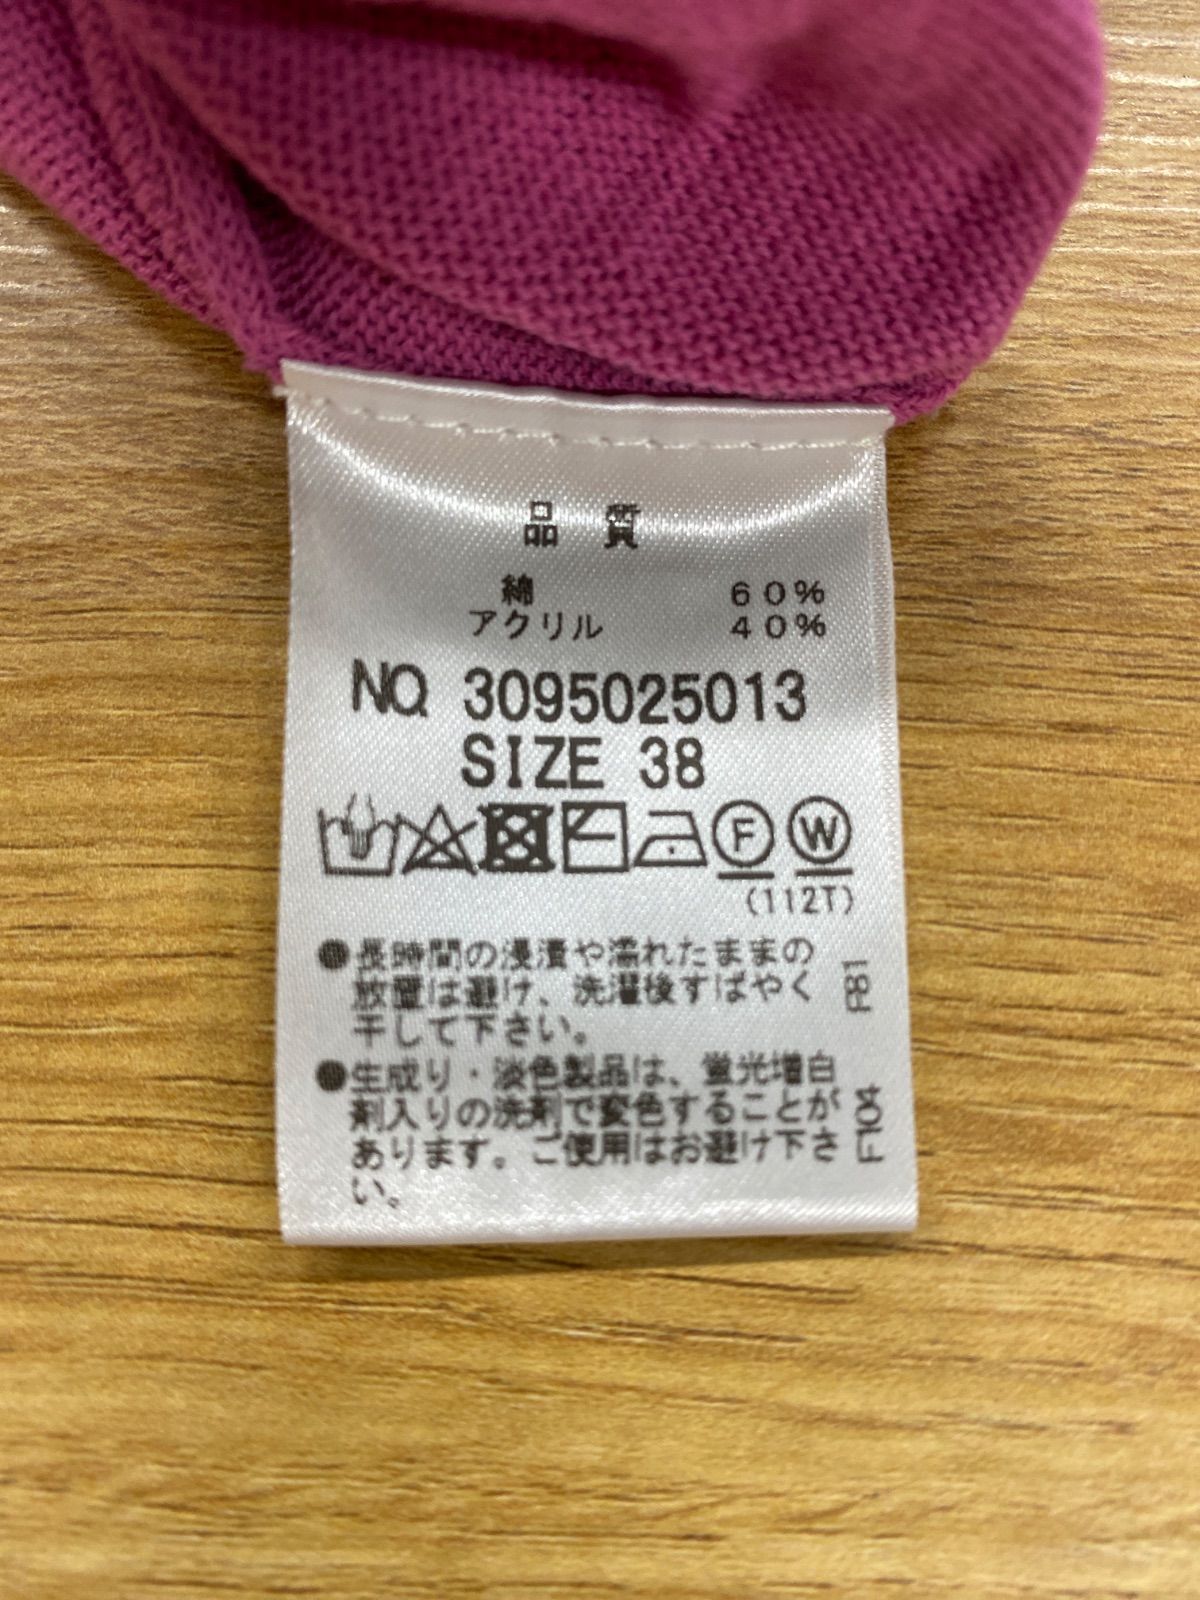 品 質
綿 60%
アクリル 40%
NO. 3095025013
SIZE 38
F W
(112T)
●長時間の浸漬や濡れたままの
放置は避け、洗濯後すばやく
干して下さい。
F81
●生成り・淡色製品は、蛍光増白
剤入りの洗剤で変色することが
あります。ご使用はお避け下さ
い。
F104